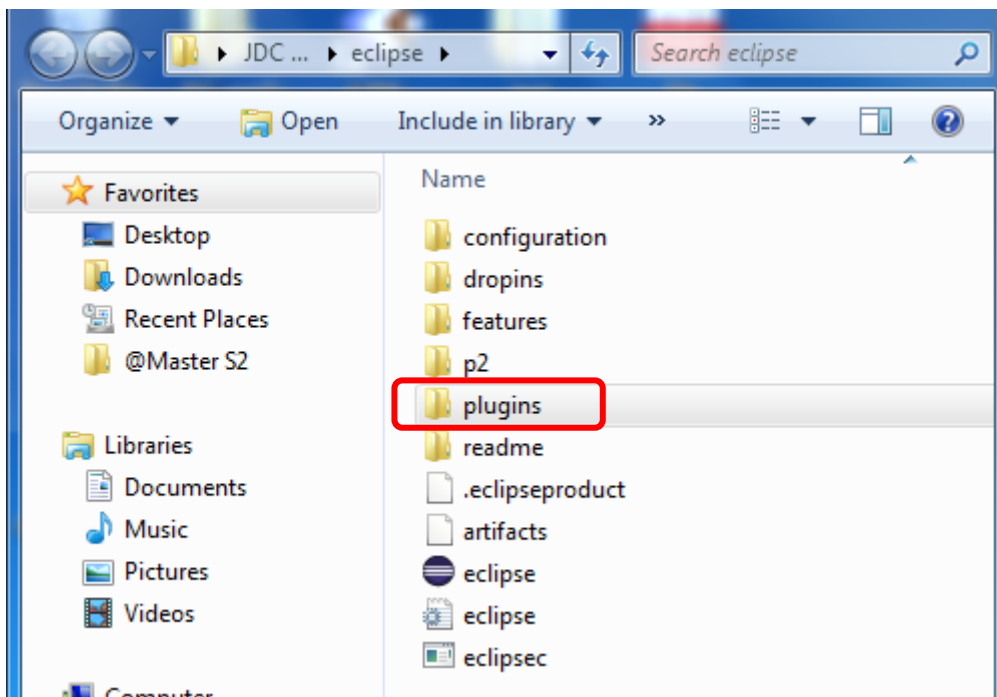 JDC ... eclipse Search eclipse
Organize Open Include in library »
Favorites
Desktop
Downloads
Recent Places
@Master S2
Libraries
Documents
Music
Pictures
Videos
Computer
Name
configuration
dropins
features
p2
plugins
readme
.eclipseproduct
artifacts
eclipse
eclipse
eclipsec